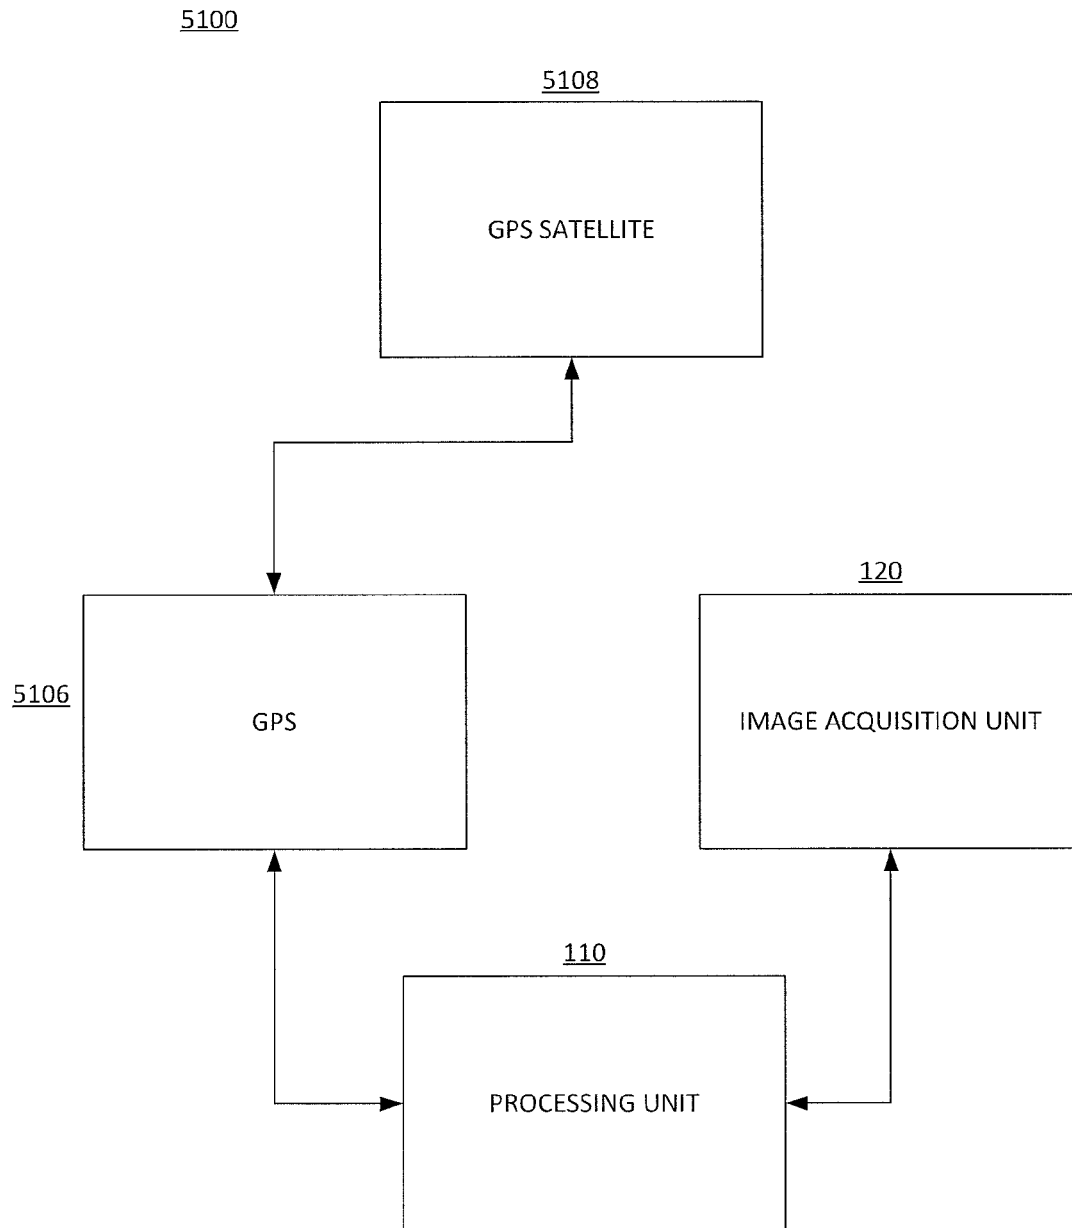 5100
5108
GPS SATELLITE
120
5106
GPS
IMAGE ACQUISITION UNIT
110
PROCESSING UNIT